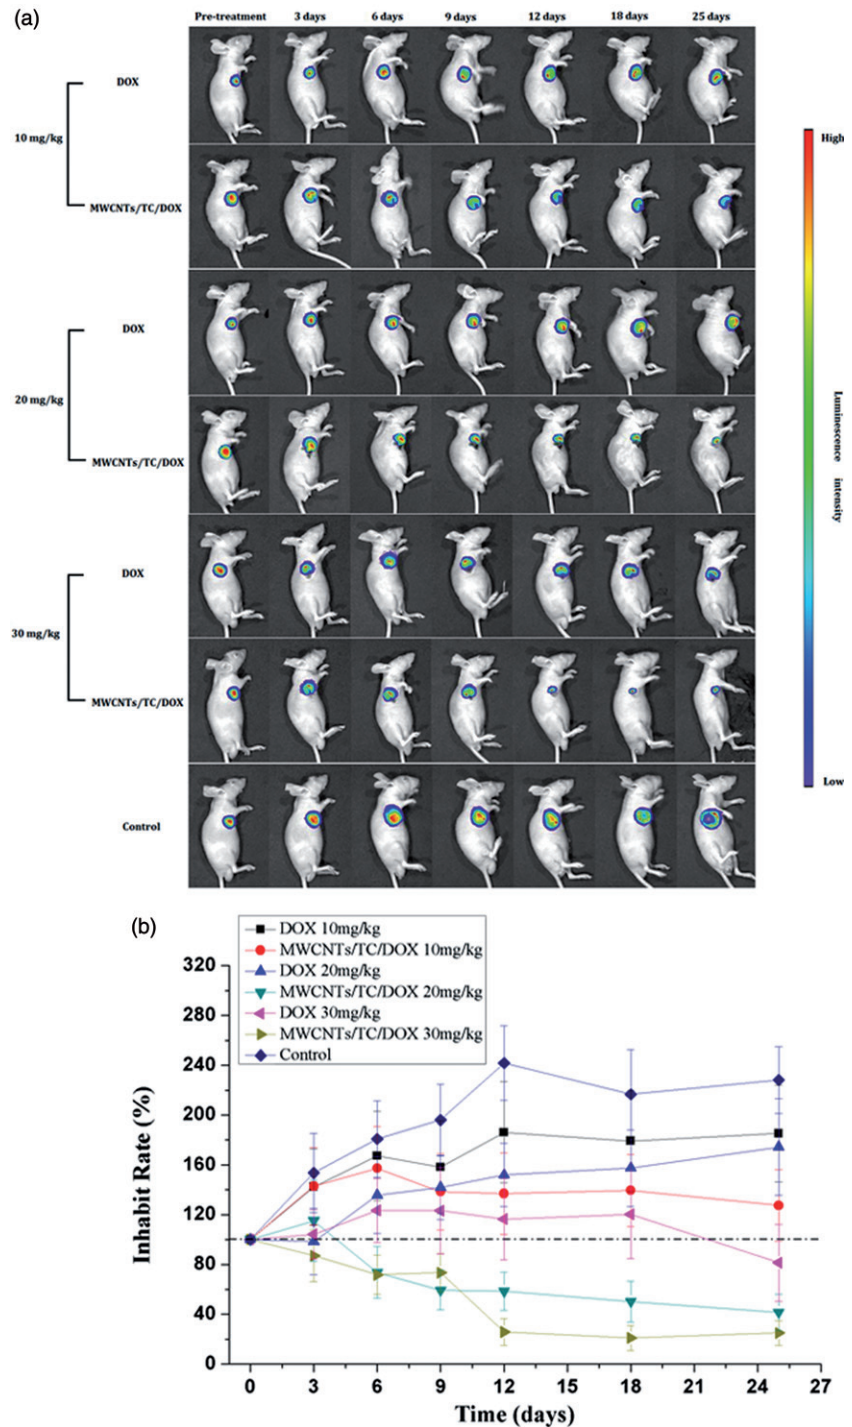 (a)
Pre-treatment 3 days 6 days 9 days 12 days 18 days 25 days
DOX
10 mg/kg
MWCNTs/TC/DOX
DOX
20 mg/kg
MWCNTs/TC/DOX
DOX
30 mg/kg
MWCNTs/TC/DOX
Control
High
Luminescence intensity
Low
(b)
DOX 10mg/kg
MWCNTs/TC/DOX 10mg/kg
DOX 20mg/kg
MWCNTs/TC/DOX 20mg/kg
DOX 30mg/kg
MWCNTs/TC/DOX 30mg/kg
Control
Inhabit Rate (%)
320
280
240
200
160
120
80
40
0
0 3 6 9 12 15 18 21 24 27
Time (days)